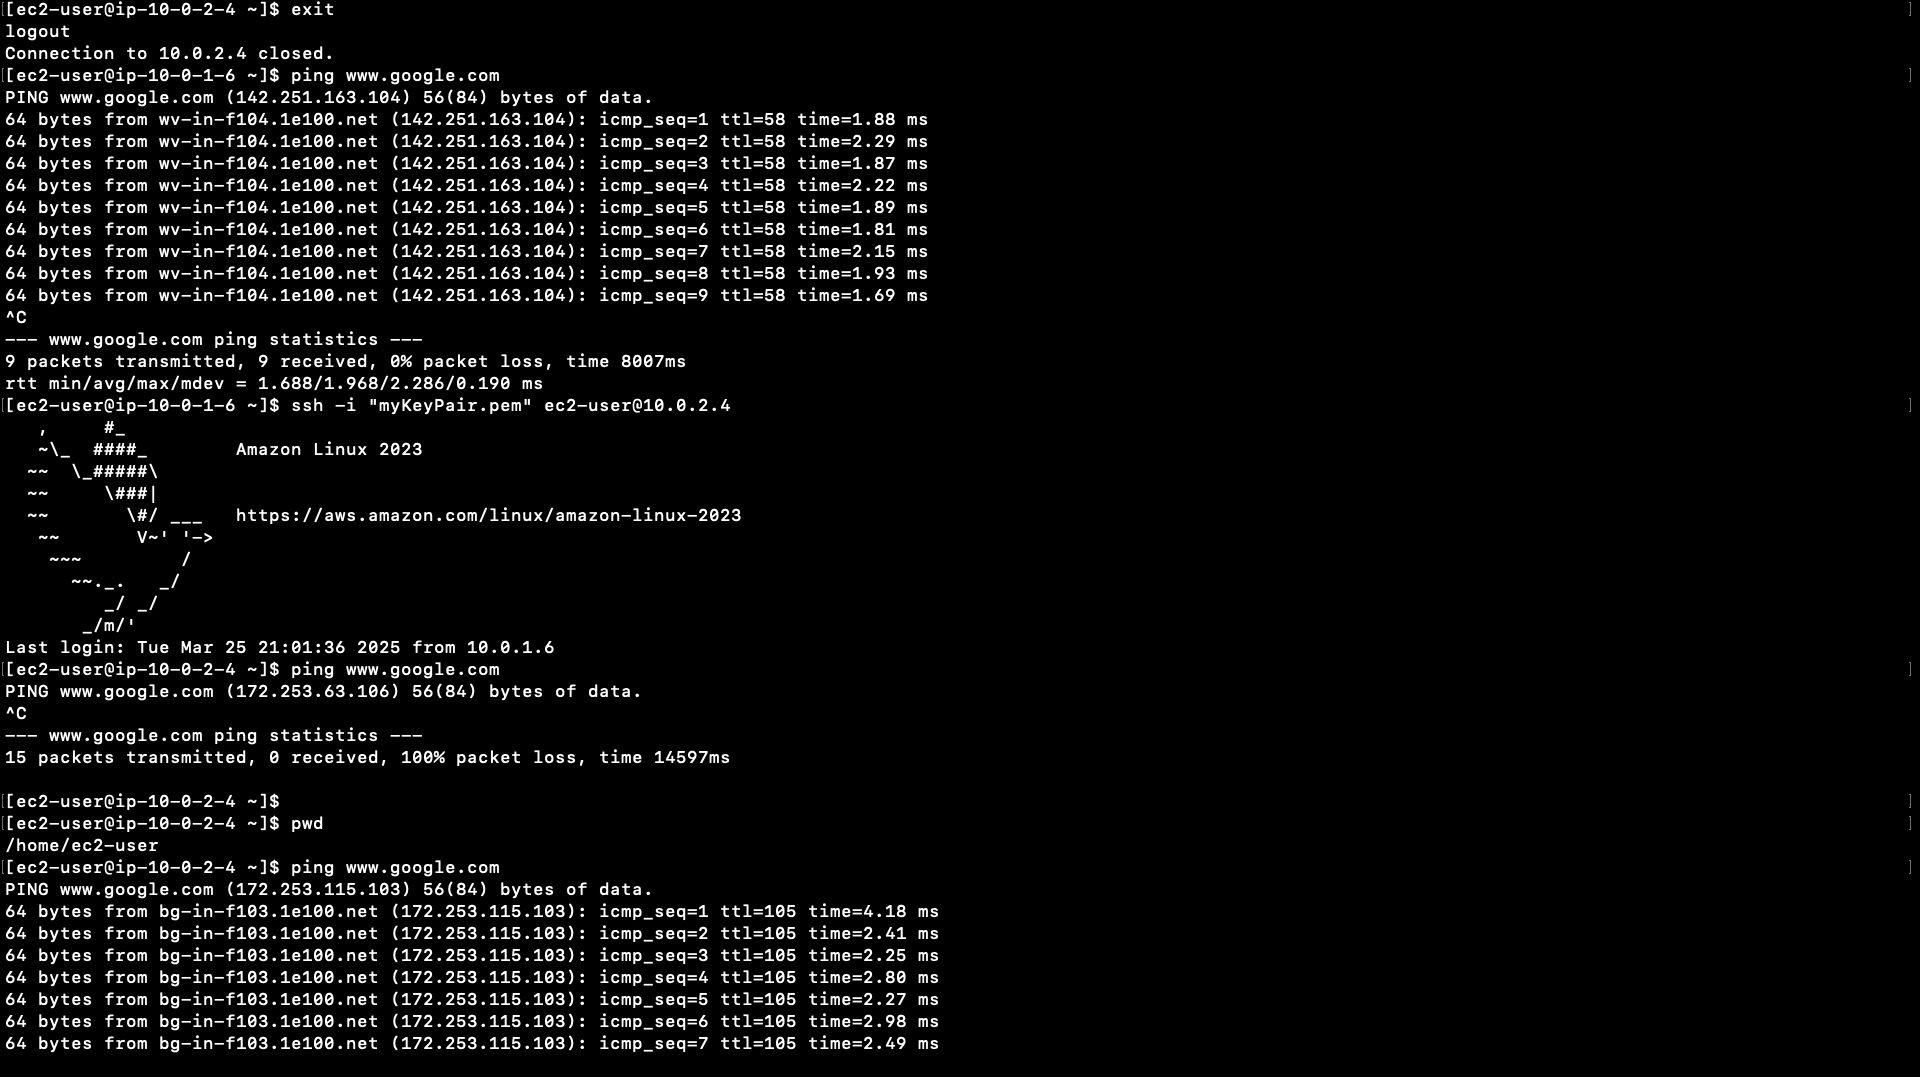 [ec2-user@ip-10-0-2-4 ~]$ exit
logout
Connection to 10.0.2.4 closed.
[ec2-user@ip-10-0-1-6 ~]$ ping www.google.com
PING www.google.com (142.251.163.104) 56(84) bytes of data.
64 bytes from wv-in-f104.1e100.net (142.251.163.104): icmp_seq=1 ttl=58 time=1.88 ms
64 bytes from wv-in-f104.1e100.net (142.251.163.104): icmp_seq=2 ttl=58 time=2.29 ms
64 bytes from wv-in-f104.1e100.net (142.251.163.104): icmp_seq=3 ttl=58 time=1.87 ms
64 bytes from wv-in-f104.1e100.net (142.251.163.104): icmp_seq=4 ttl=58 time=2.22 ms
64 bytes from wv-in-f104.1e100.net (142.251.163.104): icmp_seq=5 ttl=58 time=1.89 ms
64 bytes from wv-in-f104.1e100.net (142.251.163.104): icmp_seq=6 ttl=58 time=1.81 ms
64 bytes from wv-in-f104.1e100.net (142.251.163.104): icmp_seq=7 ttl=58 time=2.15 ms
64 bytes from wv-in-f104.1e100.net (142.251.163.104): icmp_seq=8 ttl=58 time=1.93 ms
64 bytes from wv-in-f104.1e100.net (142.251.163.104): icmp_seq=9 ttl=58 time=1.69 ms
^C
--- www.google.com ping statistics ---
9 packets transmitted, 9 received, 0% packet loss, time 8007ms
rtt min/avg/max/mdev = 1.688/1.968/2.286/0.190 ms
[ec2-user@ip-10-0-1-6 ~]$ ssh -i "myKeyPair.pem" ec2-user@10.0.2.4
   ,     #_
   ~\_  ####_        Amazon Linux 2023
  ~~  \_#####\
  ~~     \###|
  ~~       \#/ ___   https://aws.amazon.com/linux/amazon-linux-2023
   ~~       V~' '->
    ~~~         /
      ~~._.   _/
         _/ _/
       _/m/'
Last login: Tue Mar 25 21:01:36 2025 from 10.0.1.6
[ec2-user@ip-10-0-2-4 ~]$ ping www.google.com
PING www.google.com (172.253.63.106) 56(84) bytes of data.
^C
--- www.google.com ping statistics ---
15 packets transmitted, 0 received, 100% packet loss, time 14597ms
[ec2-user@ip-10-0-2-4 ~]$
[ec2-user@ip-10-0-2-4 ~]$ pwd
/home/ec2-user
[ec2-user@ip-10-0-2-4 ~]$ ping www.google.com
PING www.google.com (172.253.115.103) 56(84) bytes of data.
64 bytes from bg-in-f103.1e100.net (172.253.115.103): icmp_seq=1 ttl=105 time=4.18 ms
64 bytes from bg-in-f103.1e100.net (172.253.115.103): icmp_seq=2 ttl=105 time=2.41 ms
64 bytes from bg-in-f103.1e100.net (172.253.115.103): icmp_seq=3 ttl=105 time=2.25 ms
64 bytes from bg-in-f103.1e100.net (172.253.115.103): icmp_seq=4 ttl=105 time=2.80 ms
64 bytes from bg-in-f103.1e100.net (172.253.115.103): icmp_seq=5 ttl=105 time=2.27 ms
64 bytes from bg-in-f103.1e100.net (172.253.115.103): icmp_seq=6 ttl=105 time=2.98 ms
64 bytes from bg-in-f103.1e100.net (172.253.115.103): icmp_seq=7 ttl=105 time=2.49 ms